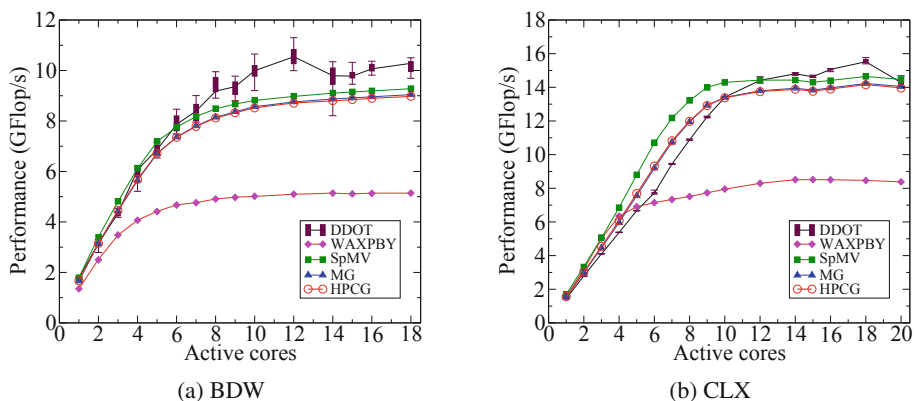 12
10
8
6
4
2
0
0 2 4 6 8 10 12 14 16 18
Performance (GFlop/s)
Active cores
DDOT
WAXPBY
SpMV
MG
HPCG
(a) BDW
18
16
14
12
10
8
6
4
2
0
0 2 4 6 8 10 12 14 16 18 20
Performance (GFlop/s)
Active cores
DDOT
WAXPBY
SpMV
MG
HPCG
(b) CLX